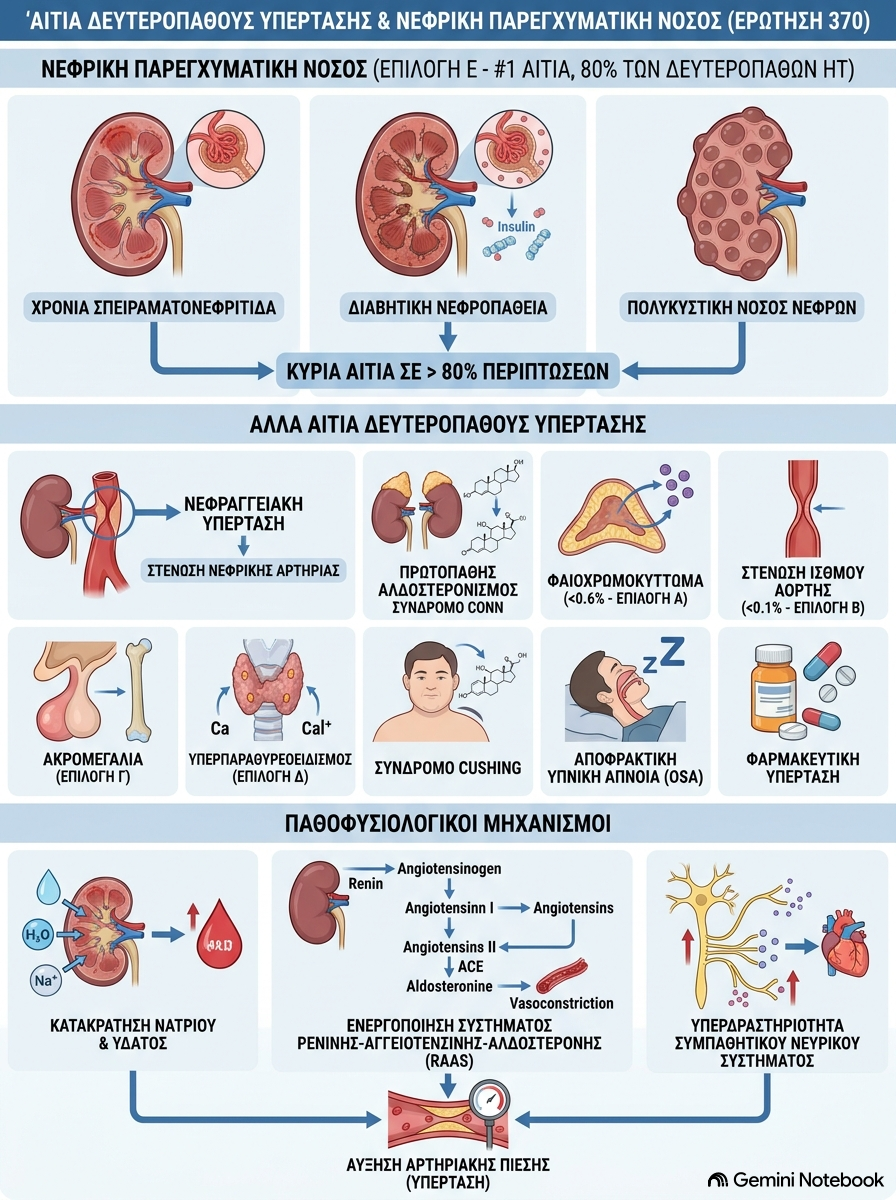 'ΑΙΤΙΑ ΔΕΥΤΕΡΟΠΑΘΟΥΣ ΥΠΕΡΤΑΣΗΣ & ΝΕΦΡΙΚΗ ΠΑΡΕΓΧΥΜΑΤΙΚΗ ΝΟΣΟΣ (ΕΡΩΤΗΣΗ 370)
ΝΕΦΡΙΚΗ ΠΑΡΕΓΧΥΜΑΤΙΚΗ ΝΟΣΟΣ (ΕΠΙΛΟΓΗ Ε - #1 ΑΙΤΙΑ, 80% ΤΩΝ ΔΕΥΤΕΡΟΠΑΘΩΝ ΗΤ)
Insulin
ΧΡΟΝΙΑ ΣΠΕΙΡΑΜΑΤΟΝΕΦΡΙΤΙΔΑ
ΔΙΑΒΗΤΙΚΗ ΝΕΦΡΟΠΑΘΕΙΑ
ΠΟΛΥΚΥΣΤΙΚΗ ΝΟΣΟΣ ΝΕΦΡΩΝ
ΚΥΡΙΑ ΑΙΤΙΑ ΣΕ > 80% ΠΕΡΙΠΤΩΣΕΩΝ
ΑΛΛΑ ΑΙΤΙΑ ΔΕΥΤΕΡΟΠΑΘΟΥΣ ΥΠΕΡΤΑΣΗΣ
ΝΕΦΡΑΓΓΕΙΑΚΗ
ΥΠΕΡΤΑΣΗ
ΣΤΕΝΩΣΗ ΝΕΦΡΙΚΗΣ ΑΡΤΗΡΙΑΣ
ΠΡΩΤΟΠΑΘΗΣ
ΑΛΔΟΣΤΕΡΟΝΙΣΜΟΣ
ΣΥΝΔΡΟΜΟ CONN
ΦΑΙΟΧΡΩΜΟΚΥΤΤΩΜΑ
(<0.6% - ΕΠΙΛΟΓΗ Α)
ΣΤΕΝΩΣΗ ΙΣΘΜΟΥ
ΑΟΡΤΗΣ
(<0.1% - ΕΠΙΛΟΓΗ Β)
ΑΚΡΟΜΕΓΑΛΙΑ
(ΕΠΙΛΟΓΗ Γ)
Ca
Cal⁺
ΥΠΕΡΠΑΡΑΘΥΡΕΟΕΙΔΙΣΜΟΣ
(ΕΠΙΛΟΓΗ Δ)
OH
HO
ΣΥΝΔΡΟΜΟ CUSHING
zZ
ΑΠΟΦΡΑΚΤΙΚΗ
ΥΠΝΙΚΗ ΑΠΝΟΙΑ (OSA)
ΦΑΡΜΑΚΕΥΤΙΚΗ
ΥΠΕΡΤΑΣΗ
ΠΑΘΟΦΥΣΙΟΛΟΓΙΚΟΙ ΜΗΧΑΝΙΣΜΟΙ
H₃O
Na⁺
ΚΑΤΑΚΡΑΤΗΣΗ ΝΑΤΡΙΟΥ
& ΥΔΑΤΟΣ
Renin
Angiotensinogen
Angiotensinn I
Angiotensins
Angiotensins II
ACE
Aldosteronine
Vasoconstriction
ΕΝΕΡΓΟΠΟΙΗΣΗ ΣΥΣΤΗΜΑΤΟΣ
ΡΕΝΙΝΗΣ-ΑΓΓΕΙΟΤΕΝΣΙΝΗΣ-ΑΛΔΟΣΤΕΡΟΝΗΣ
(RAAS)
ΥΠΕΡΔΡΑΣΤΗΡΙΟΤΗΤΑ
ΣΥΜΠΑΘΗΤΙΚΟΥ ΝΕΥΡΙΚΟΥ
ΣΥΣΤΗΜΑΤΟΣ
ΑΥΞΗΣΗ ΑΡΤΗΡΙΑΚΗΣ ΠΙΕΣΗΣ
(ΥΠΕΡΤΑΣΗ)
Gemini Notebook